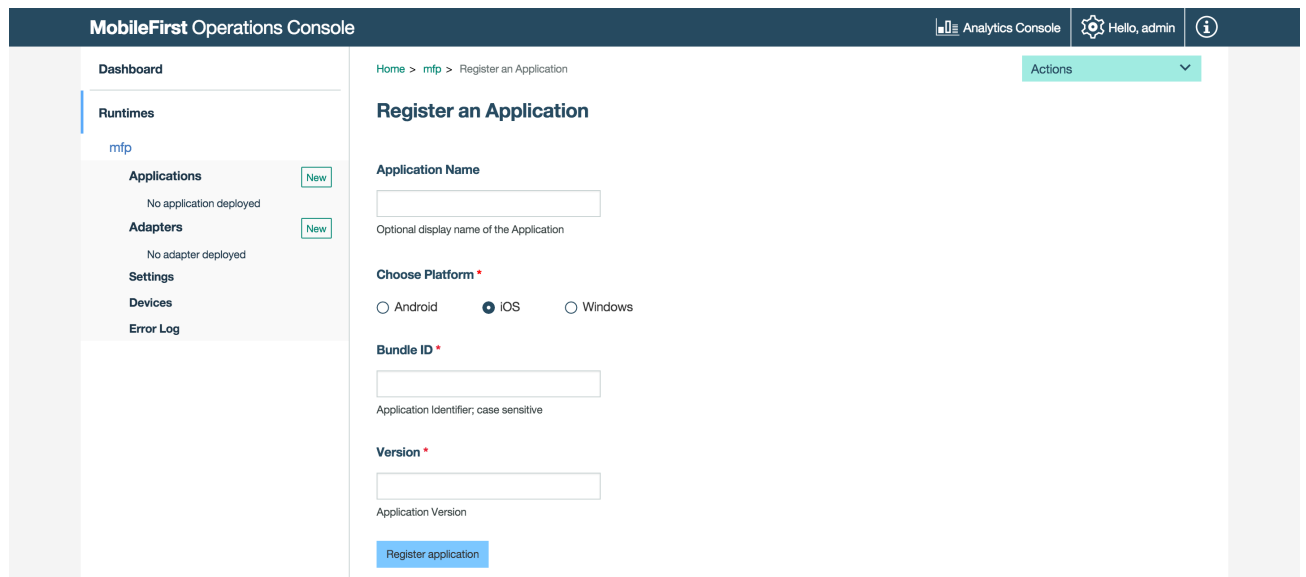 MobileFirst Operations Console
Analytics Console
Hello, admin
Dashboard
Runtimes
mfp
Applications New
No application deployed
Adapters New
No adapter deployed
Settings
Devices
Error Log
Home > mfp > Register an Application
Actions
Register an Application
Application Name
Optional display name of the Application
Choose Platform *
Android iOS Windows
Bundle ID *
Application Identifier; case sensitive
Version *
Application Version
Register application